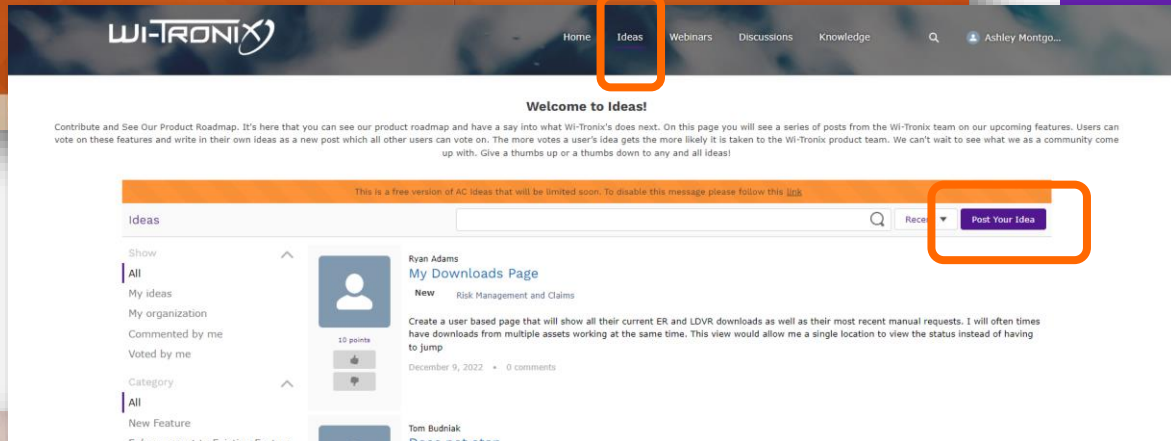 WI-TRONIX
Home Ideas Webinars Discussions Knowledge Ashley Montgo...
Welcome to Ideas!
Contribute and See Our Product Roadmap. It's here that you can see our product roadmap and have a say into what Wi-Tronix's does next. On this page you will see a series of posts from the Wi-Tronix team on our upcoming features. Users can
vote on these features and write in their own ideas as a new post which all other users can vote on. The more votes a user's idea gets the more likely it is taken to the Wi-Tronix product team. We can't wait to see what we as a community come
up with. Give a thumbs up or a thumbs down to any and all ideas!
This is a free version of AC Ideas that will be limited soon. To disable this message please follow this link
Ideas Recen Post Your Idea
Show
All
My ideas
My organization
Commented by me
Voted by me
Category
All
New Feature
Ryan Adams
My Downloads Page
New Risk Management and Claims
Create a user based page that will show all their current ER and LDVR downloads as well as their most recent manual requests. I will often times
have downloads from multiple assets working at the same time. This view would allow me a single location to view the status instead of having
to jump
December 9, 2022 • 0 comments
10 points
Tom Budniak